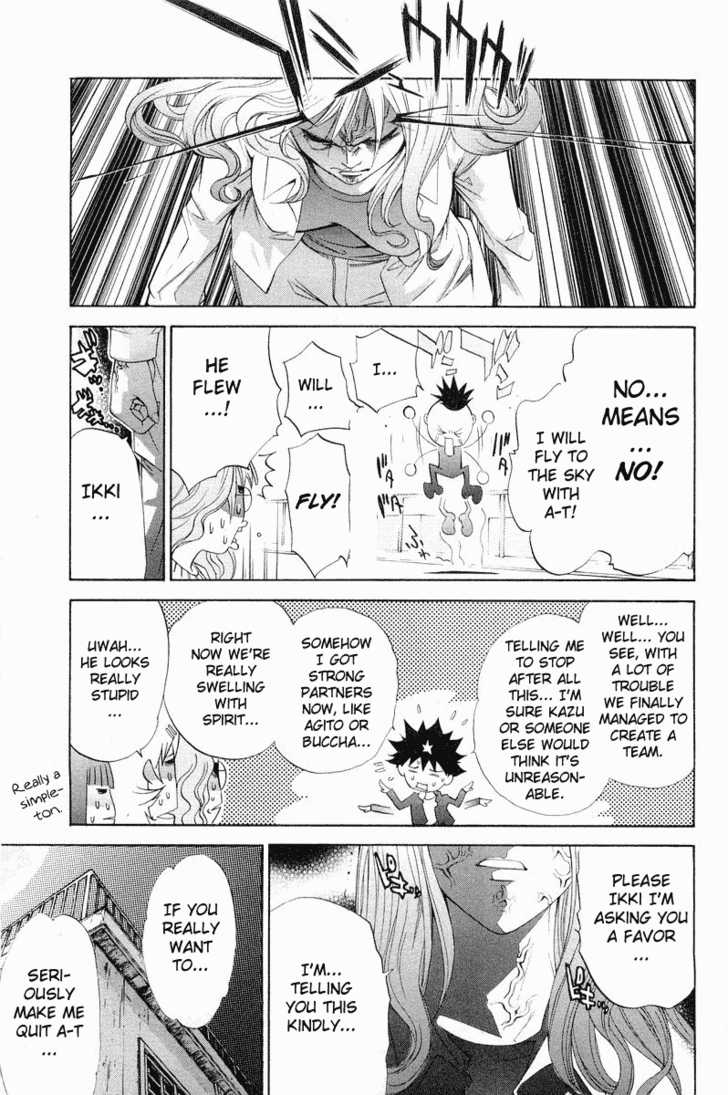 NO...
MEANS
...
NO!
I WILL
FLY TO
THE SKY
WITH
A-T!
I...
WILL
...
FLY!
HE
FLEW
...!
IKKI
...
WELL...
WELL... YOU
SEE, WITH
A LOT OF
TROUBLE
WE FINALLY
MANAGED TO
CREATE A
TEAM.
TELLING ME
TO STOP
AFTER ALL
THIS... I'M
SURE KAZU
OR SOMEONE
ELSE WOULD
THINK IT'S
UNREASON-
ABLE.
SOMEHOW
I GOT
STRONG
PARTNERS
NOW, LIKE
AGITO OR
BUCCHA...
RIGHT
NOW WE'RE
REALLY
SWELLING
WITH
SPIRIT...
UWAH...
HE LOOKS
REALLY
STUPID
...
Really a
simple-
ton.
PLEASE
IKKI I'M
ASKING YOU
A FAVOR
...
I'M...
TELLING
YOU THIS
KINDLY...
IF YOU
REALLY
WANT
TO...
SERI-
OUSLY
MAKE ME
QUIT A-T
...